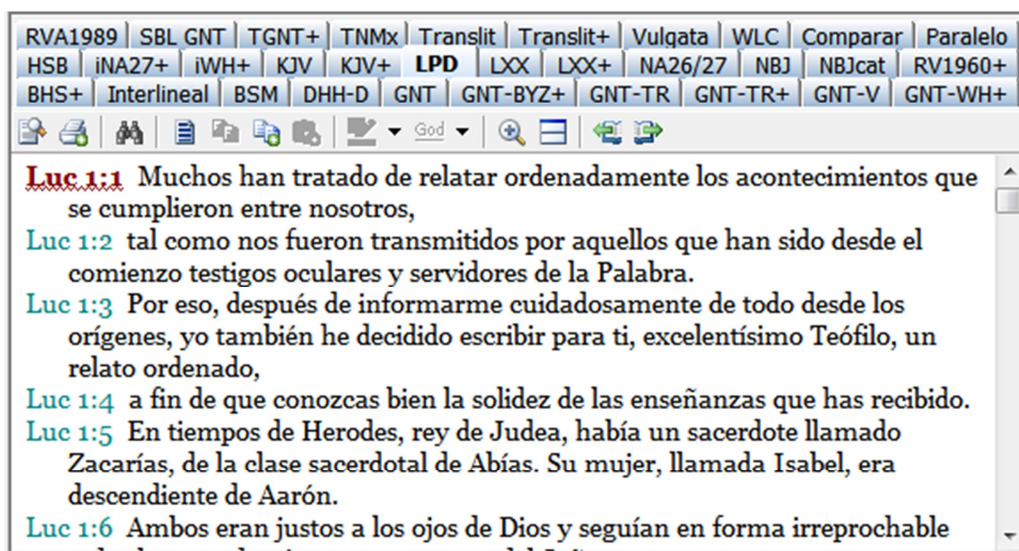 RVA1989 SBL GNT TGNT+ TNMx Translit Translit+ Vulgata WLC Comparar Paralelo
HSB iNA27+ iWH+ KJV KJV+ LPD LXX LXX+ NA26/27 NBJ NBJcat RV1960+
BHS+ Interlineal BSM DHH-D GNT GNT-BYZ+ GNT-TR GNT-TR+ GNT-V GNT-WH+
God
Luc 1:1 Muchos han tratado de relatar ordenadamente los acontecimientos que
se cumplieron entre nosotros,
Luc 1:2 tal como nos fueron transmitidos por aquellos que han sido desde el
comienzo testigos oculares y servidores de la Palabra.
Luc 1:3 Por eso, después de informarme cuidadosamente de todo desde los
orígenes, yo también he decidido escribir para ti, excelentísimo Teófilo, un
relato ordenado,
Luc 1:4 a fin de que conozcas bien la solidez de las enseñanzas que has recibido.
Luc 1:5 En tiempos de Herodes, rey de Judea, había un sacerdote llamado
Zacarías, de la clase sacerdotal de Abías. Su mujer, llamada Isabel, era
descendiente de Aarón.
Luc 1:6 Ambos eran justos a los ojos de Dios y seguían en forma irreprochable